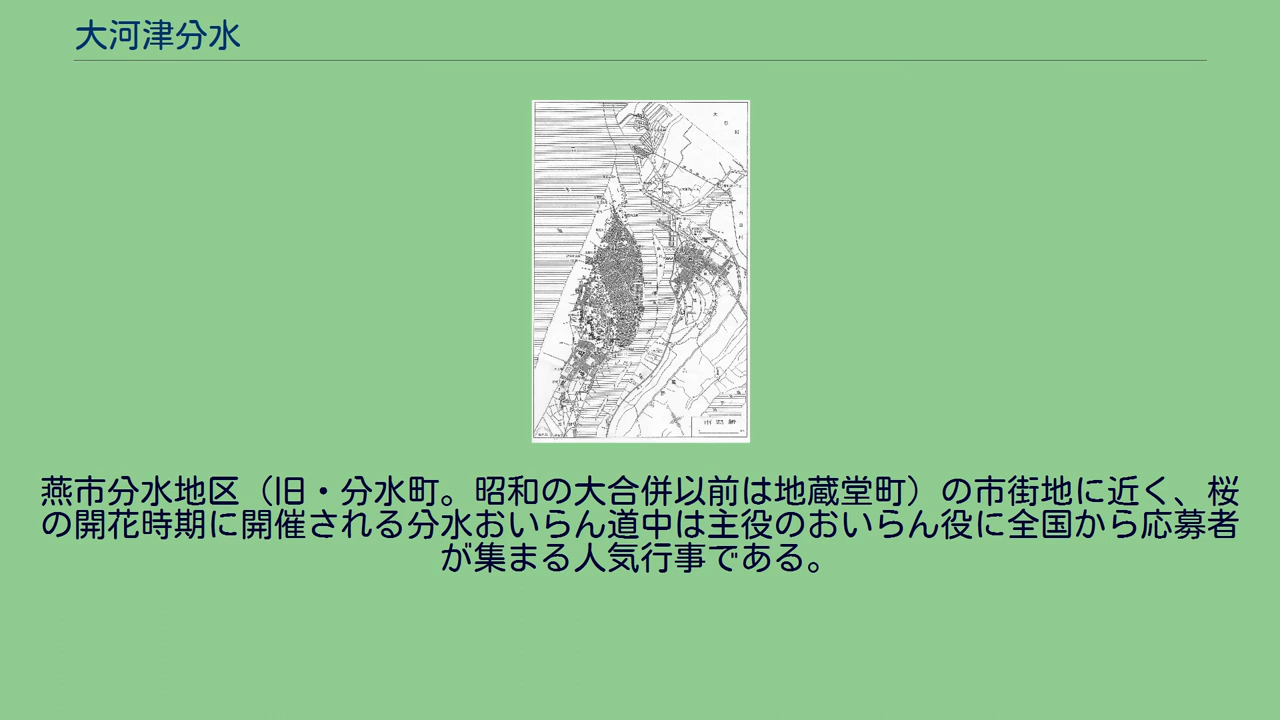 大河津分水
燕市分水地区（旧・分水町。昭和の大合併以前は地蔵堂町）の市街地に近く、桜
の開花時期に開催される分水おいらん道中は主役のおいらん役に全国から応募者
が集まる人気行事である。